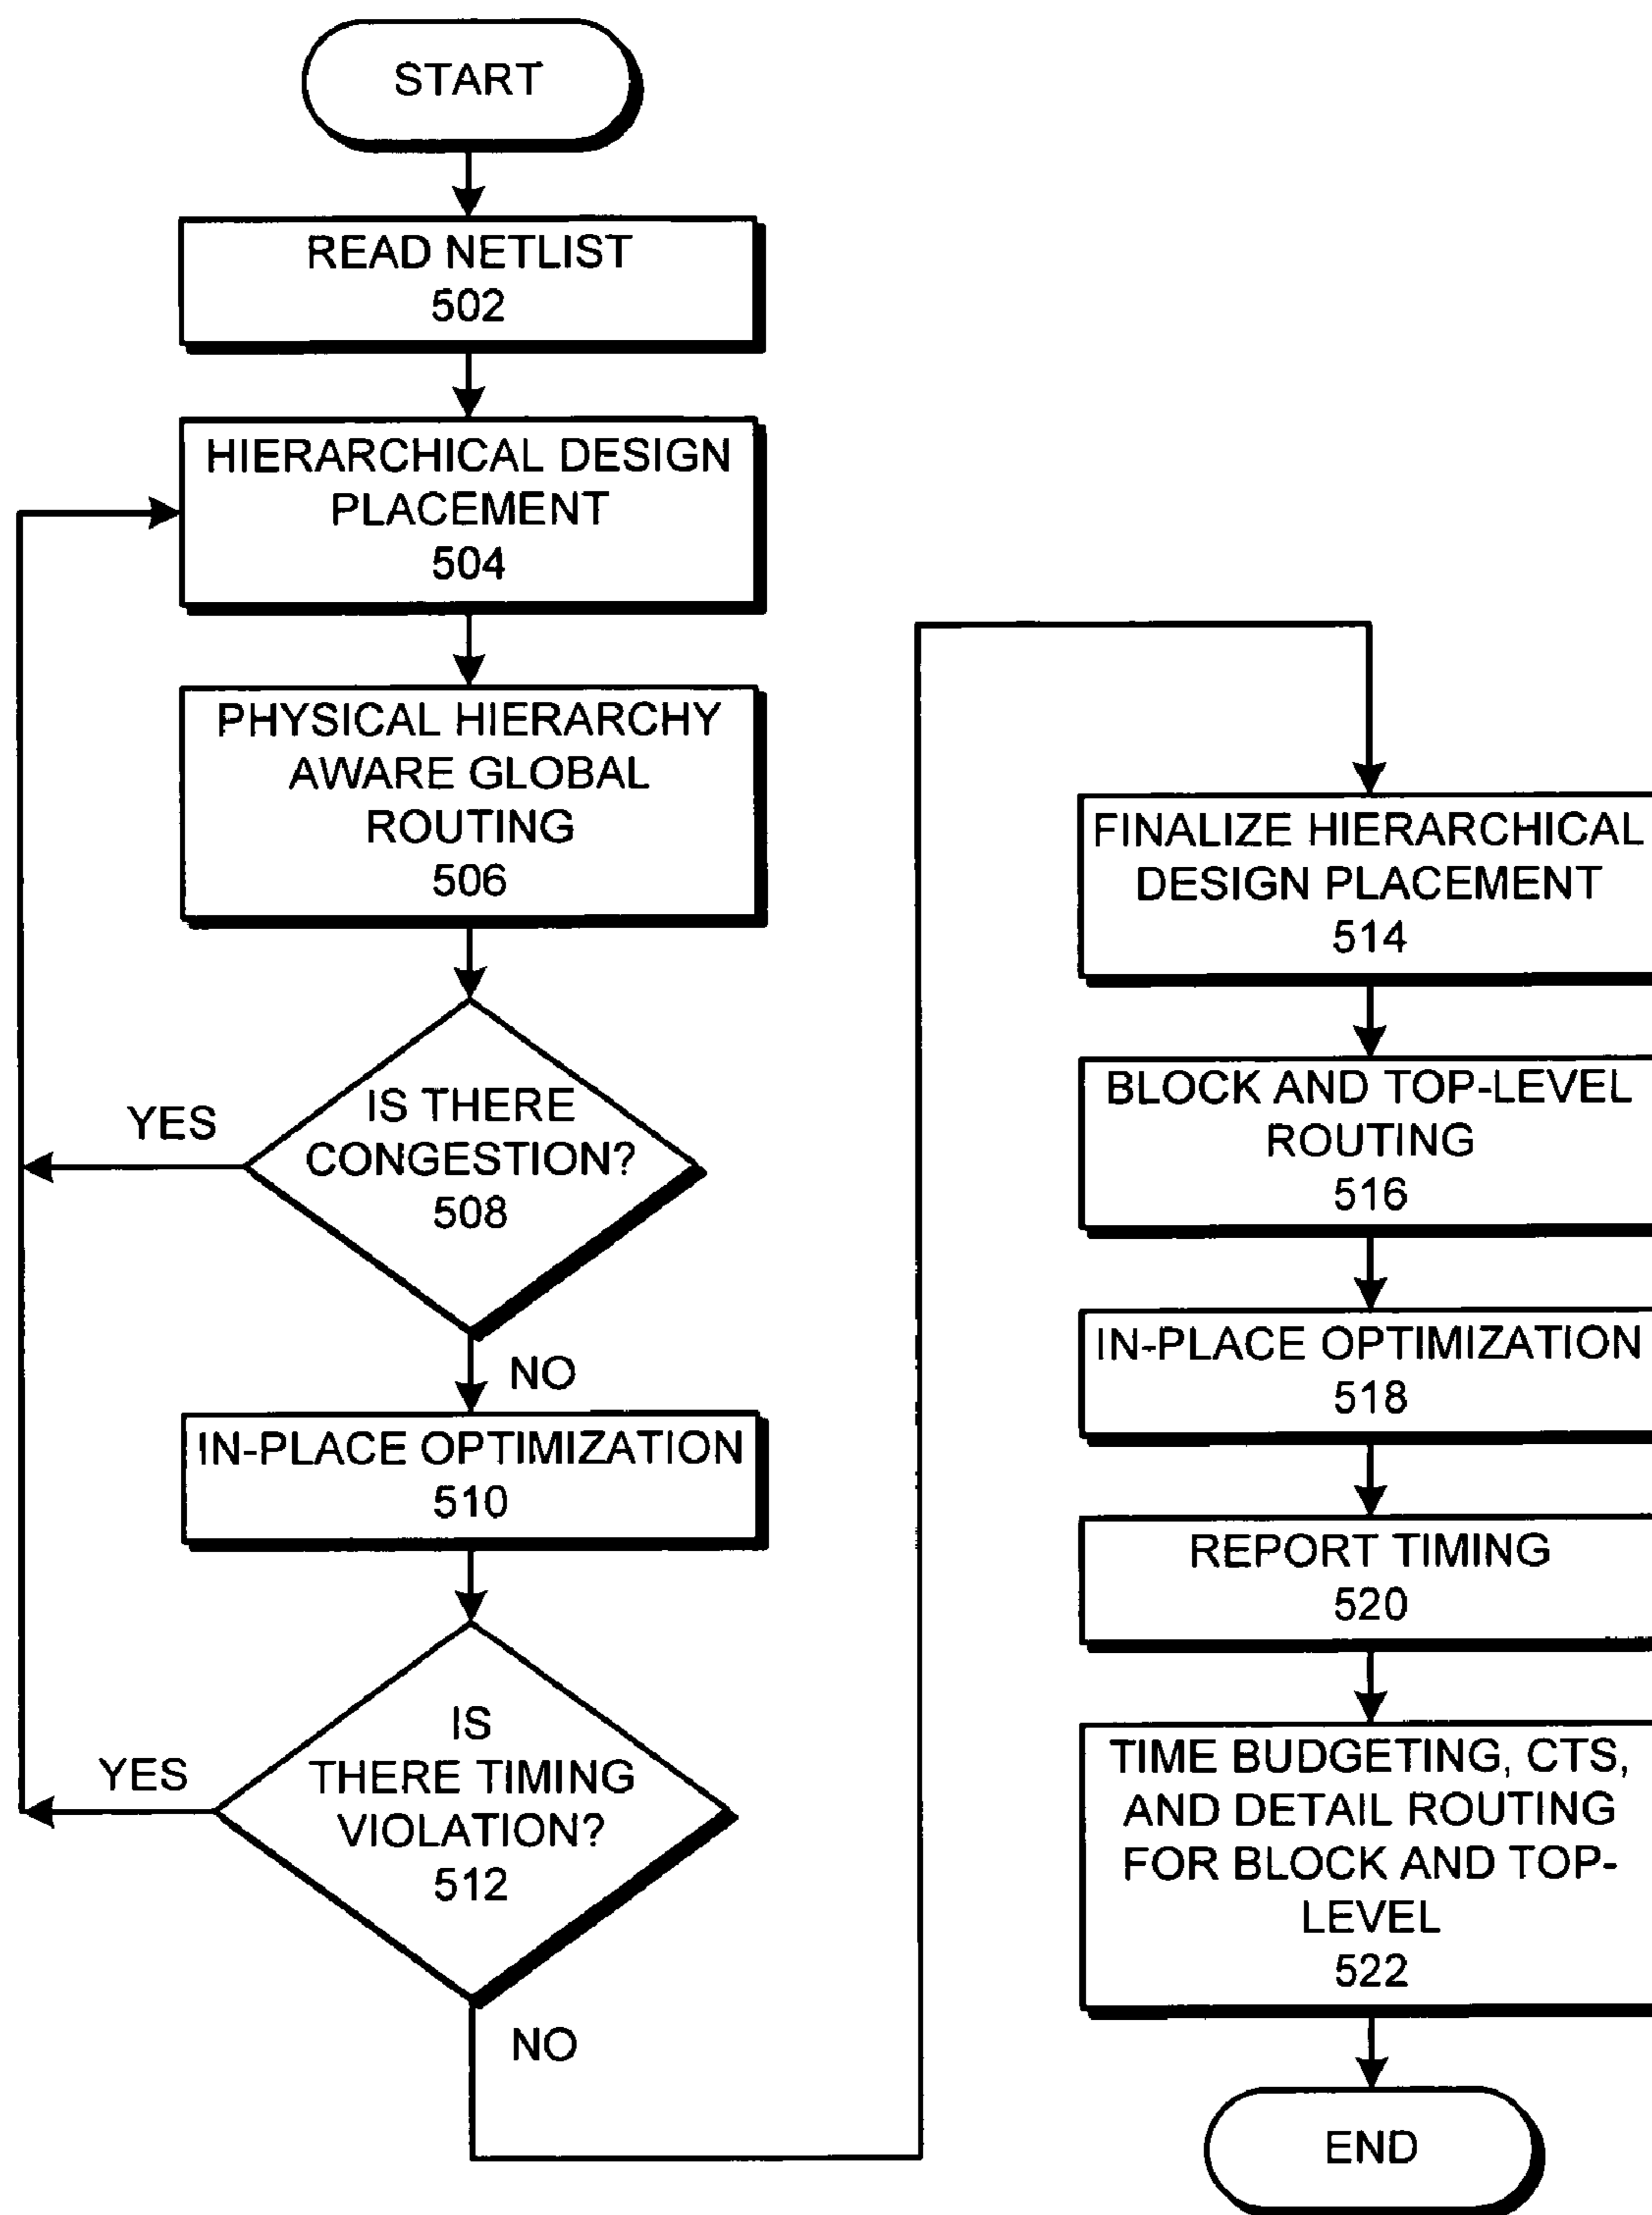 START
READ NETLIST
502
HIERARCHICAL DESIGN
PLACEMENT
504
PHYSICAL HIERARCHY
AWARE GLOBAL
ROUTING
506
IS THERE
CONGESTION?
508
YES
NO
IN-PLACE OPTIMIZATION
510
IS
THERE TIMING
VIOLATION?
512
YES
NO
FINALIZE HIERARCHICAL
DESIGN PLACEMENT
514
BLOCK AND TOP-LEVEL
ROUTING
516
IN-PLACE OPTIMIZATION
518
REPORT TIMING
520
TIME BUDGETING, CTS,
AND DETAIL ROUTING
FOR BLOCK AND TOP-
LEVEL
522
END